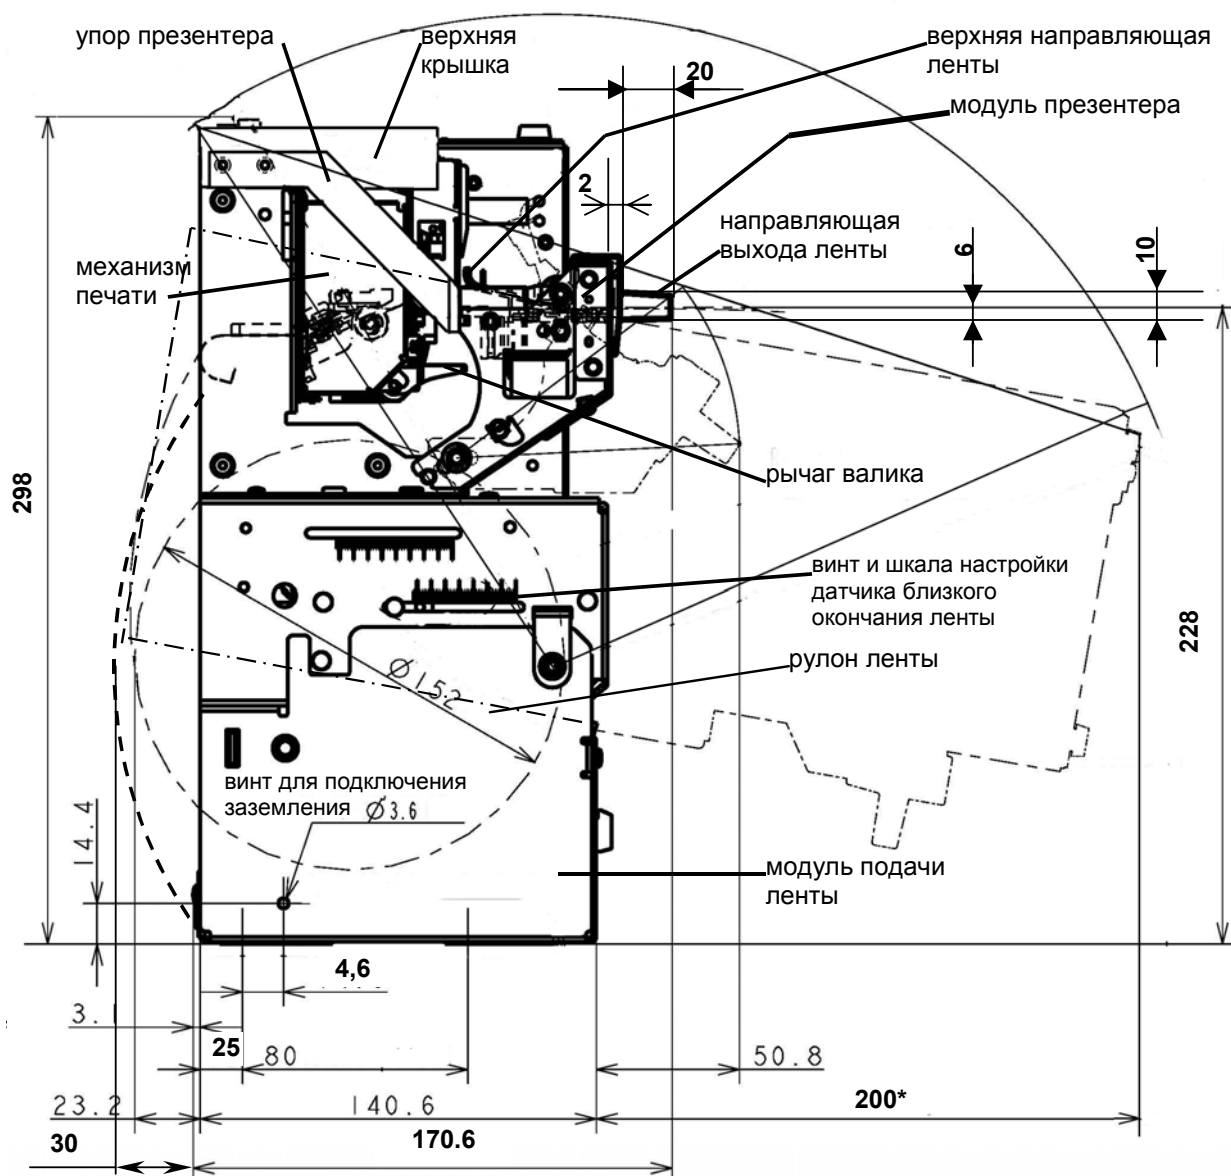 упор презентера
верхняя
крышка
верхняя направляющая
ленты
20
модуль презентера
2
направляющая
выхода ленты
6
10
механизм
печати
298
рычаг валика
винт и шкала настройки
датчика близкого
окончания ленты
228
рулон ленты
Ø152
винт для подключения
заземления
Ø3.6
14.4
модуль подачи
ленты
4,6
3.1
25
80
50.8
23.2
140.6
200*
30
170.6